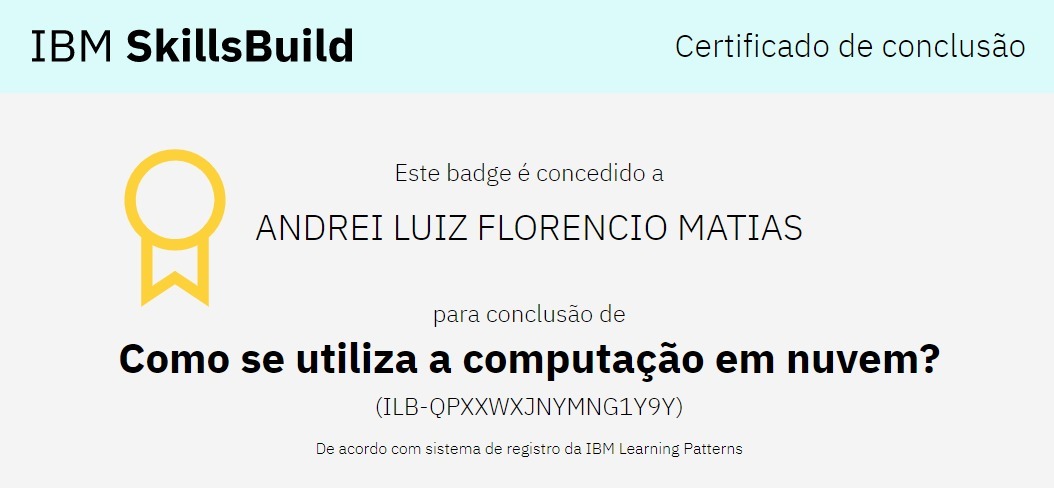 IBM SkillsBuild
Certificado de conclusão
Este badge é concedido a
ANDREI LUIZ FLORENCIO MATIAS
para conclusão de
Como se utiliza a computação em nuvem?
(ILB-QPXXWXJNYMNG1Y9Y)
De acordo com sistema de registro da IBM Learning Patterns